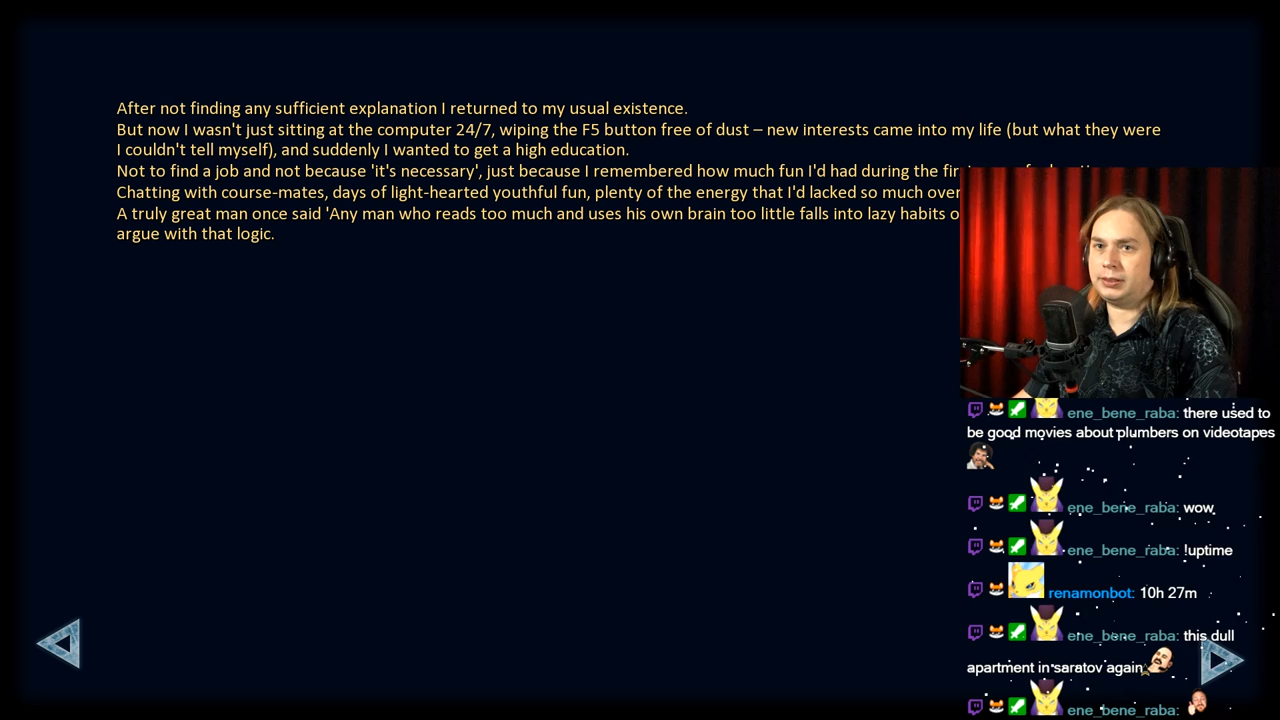 After not finding any sufficient explanation I returned to my usual existence.
But now I wasn't just sitting at the computer 24/7, wiping the F5 button free of dust – new interests came into my life (but what they were
I couldn't tell myself), and suddenly I wanted to get a high education.
Not to find a job and not because 'it's necessary', just because I remembered how much fun I'd had during the
Chatting with course-mates, days of light-hearted youthful fun, plenty of the energy that I'd lacked so much
A truly great man once said 'Any man who reads too much and uses his own brain too little falls into lazy habits
argue with that logic.
ene_bene_raba: there used to
be good movies about plumbers on videotapes
ene_bene_raba: wow
ene_bene_raba: !uptime
renamonbot: 10h 27m
ene_bene_raba: this dull
apartment in saratov again
ene_bene_raba: